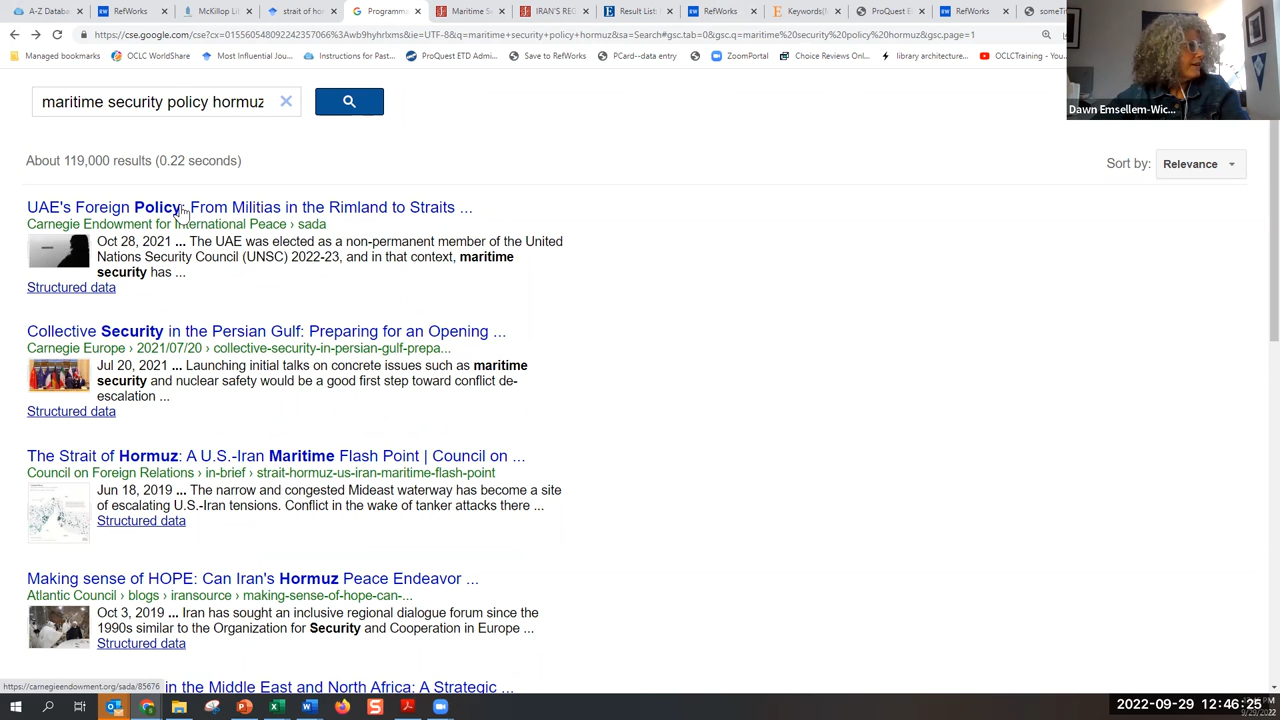 A-Z Datab
RefWorks
McKillop Li
strait of hor
Programma
Maritime S
IRAN'S REG
Result List
RefWorks
Keywords(
ProQuest D
RefWorks
someTi
https://cse.google.com/cse?cx=015560548092242357066%3Awb9yhyhrkms&ie=UTF-8&q=maritime+security+policy+hormuz&sa=Search#gsc.tab=0&gsc.q=maritime%20security%20policy%20hormuz&gsc.page=1
Managed bookmarks
OCLC WorldShare
Most Influential Jou...
Instructions for Past...
ProQuest ETD Admi...
Save to RefWorks
PCard--data entry
ZoomPortal
Choice Reviews Onli...
library architecture...
OCLCTraining - You...
Dawn Emsellem-Wic...
maritime security policy hormuz
About 119,000 results (0.22 seconds)
Sort by: Relevance
UAE's Foreign Policy: From Militias in the Rimland to Straits ...
Carnegie Endowment for International Peace › sada
Oct 28, 2021 ... The UAE was elected as a non-permanent member of the United
Nations Security Council (UNSC) 2022-23, and in that context, maritime
security has ...
Structured data
Collective Security in the Persian Gulf: Preparing for an Opening ...
Carnegie Europe › 2021/07/20 › collective-security-in-persian-gulf-prepa...
Jul 20, 2021 ... Launching initial talks on concrete issues such as maritime
security and nuclear safety would be a good first step toward conflict de-
escalation ...
Structured data
The Strait of Hormuz: A U.S.-Iran Maritime Flash Point | Council on ...
Council on Foreign Relations › in-brief › strait-hormuz-us-iran-maritime-flash-point
Jun 18, 2019 ... The narrow and congested Mideast waterway has become a site
of escalating U.S.-Iran tensions. Conflict in the wake of tanker attacks there ...
Structured data
Making sense of HOPE: Can Iran's Hormuz Peace Endeavor ...
Atlantic Council › blogs › iransource › making-sense-of-hope-can-...
Oct 3, 2019 ... Iran has sought an inclusive regional dialogue forum since the
1990s similar to the Organization for Security and Cooperation in Europe ...
Structured data
https://carnegieendowment.org/sada/85676
in the Middle East and North Africa: A Strategic ...
2022-09-29 12:46:25